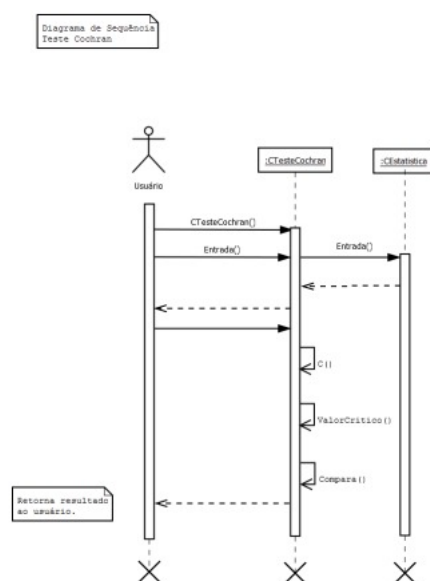 Diagrama de Sequência
Teste Cochran
:CTesteCochran
:CEstatistica
Usuário
CTesteCochran()
Entrada()
Entrada()
C()
ValorCritico()
Compara()
Retorna resultado
ao usuário.